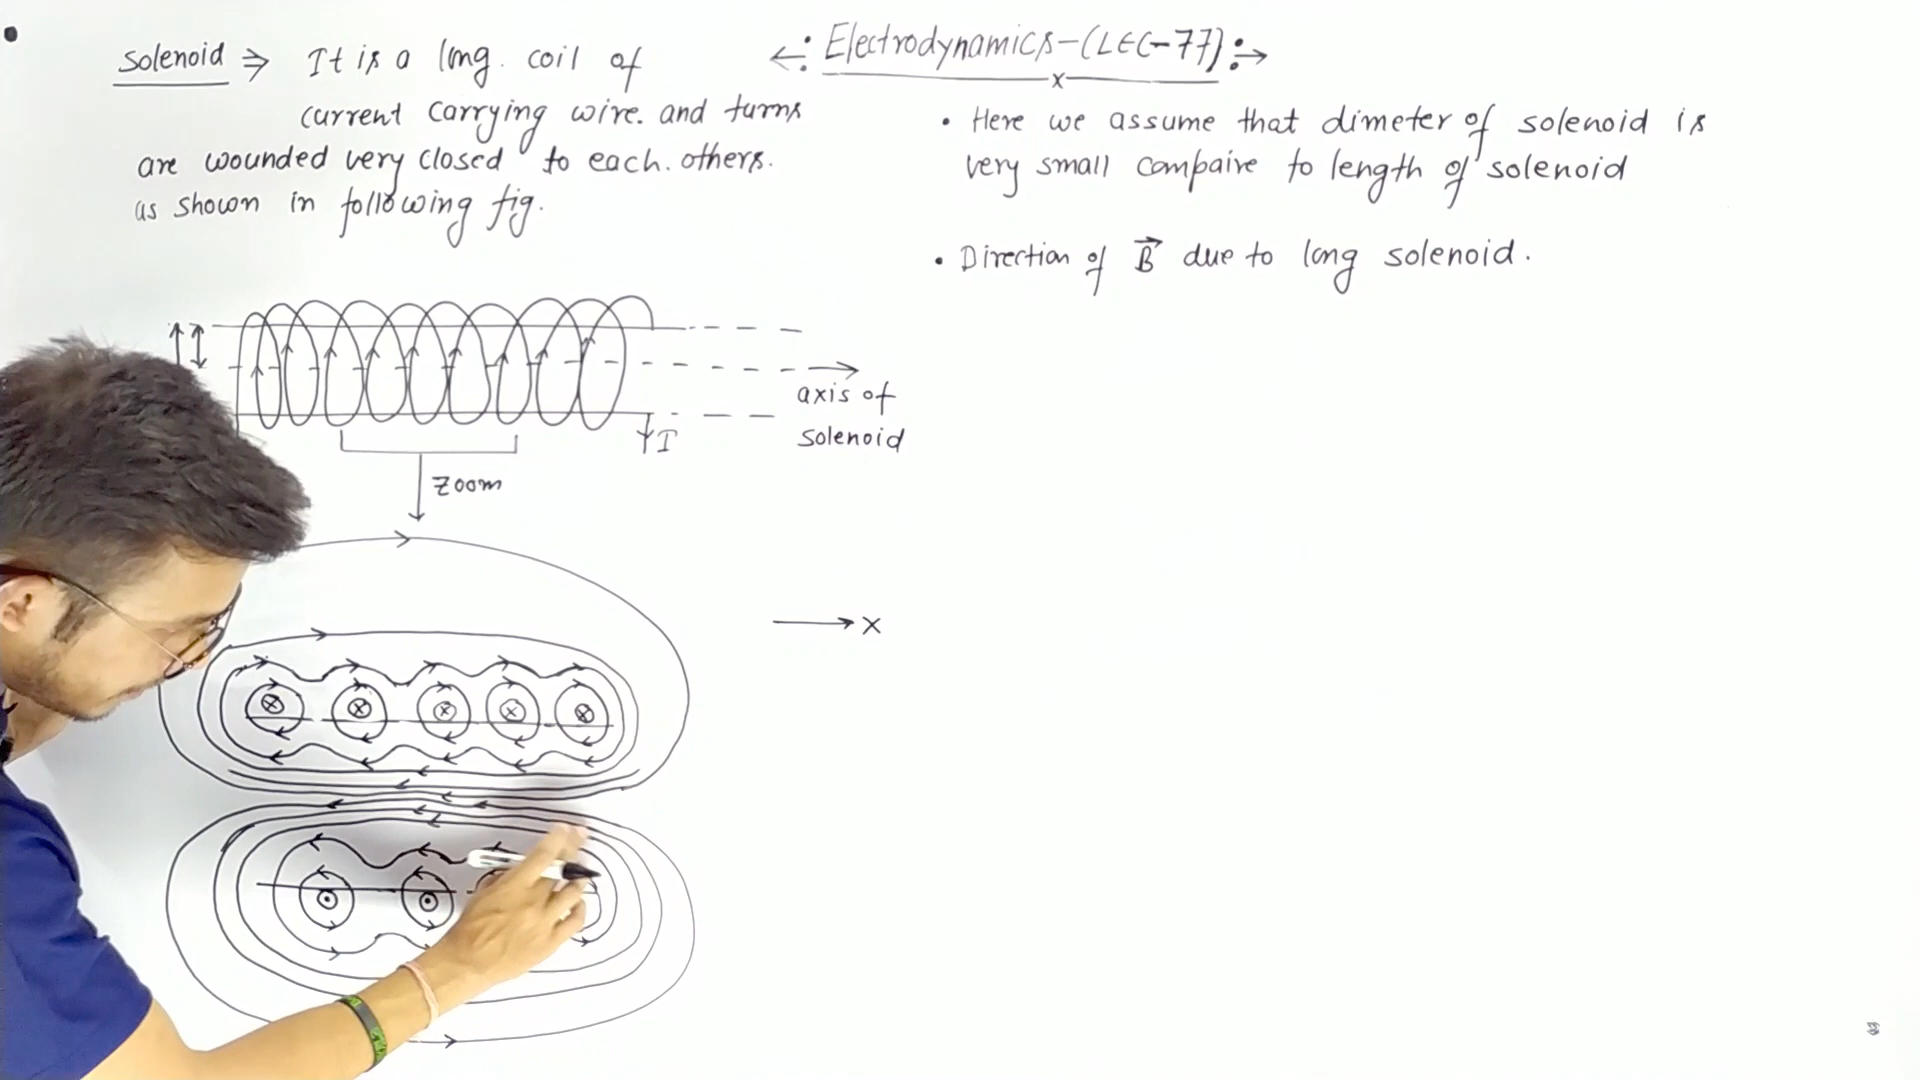 Solenoid ⇒ It is a long. coil of
current carrying wire. and turns
are wounded very closed to each. others.
as shown in following fig.
Electrodynamics-(LEC-77)
x
• Here we assume that dimeter of solenoid is
very small compaire to length of solenoid
• Direction of B⃗ due to long solenoid.
axis of
solenoid
I
Zoom
→ X